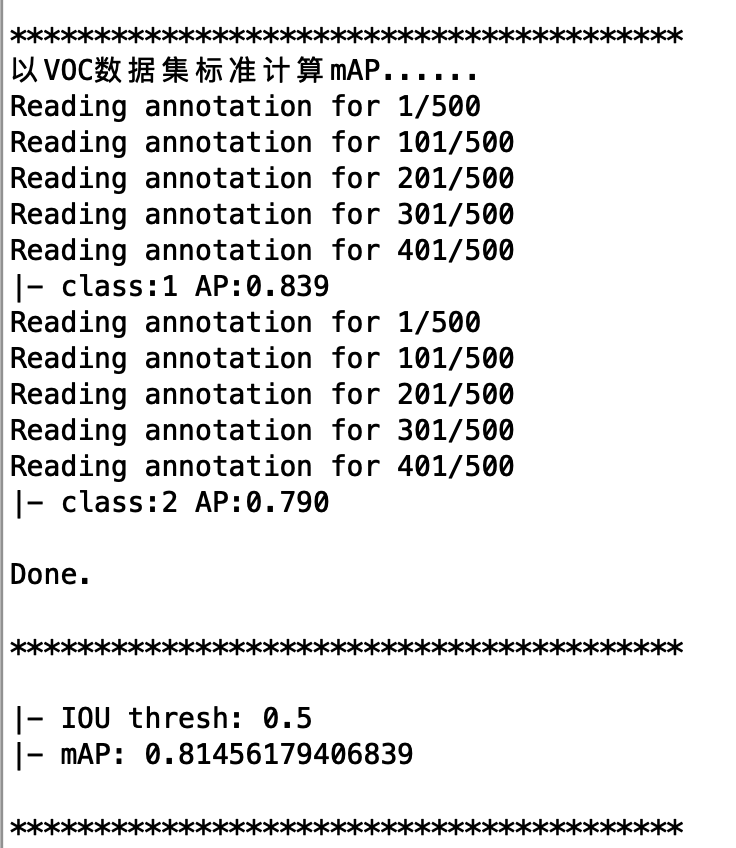 ****************************************
以VOC数据集标准计算mAP......
Reading annotation for 1/500
Reading annotation for 101/500
Reading annotation for 201/500
Reading annotation for 301/500
Reading annotation for 401/500
|- class:1 AP:0.839
Reading annotation for 1/500
Reading annotation for 101/500
Reading annotation for 201/500
Reading annotation for 301/500
Reading annotation for 401/500
|- class:2 AP:0.790
Done.
****************************************
|- IOU thresh: 0.5
|- mAP: 0.81456179406839
****************************************